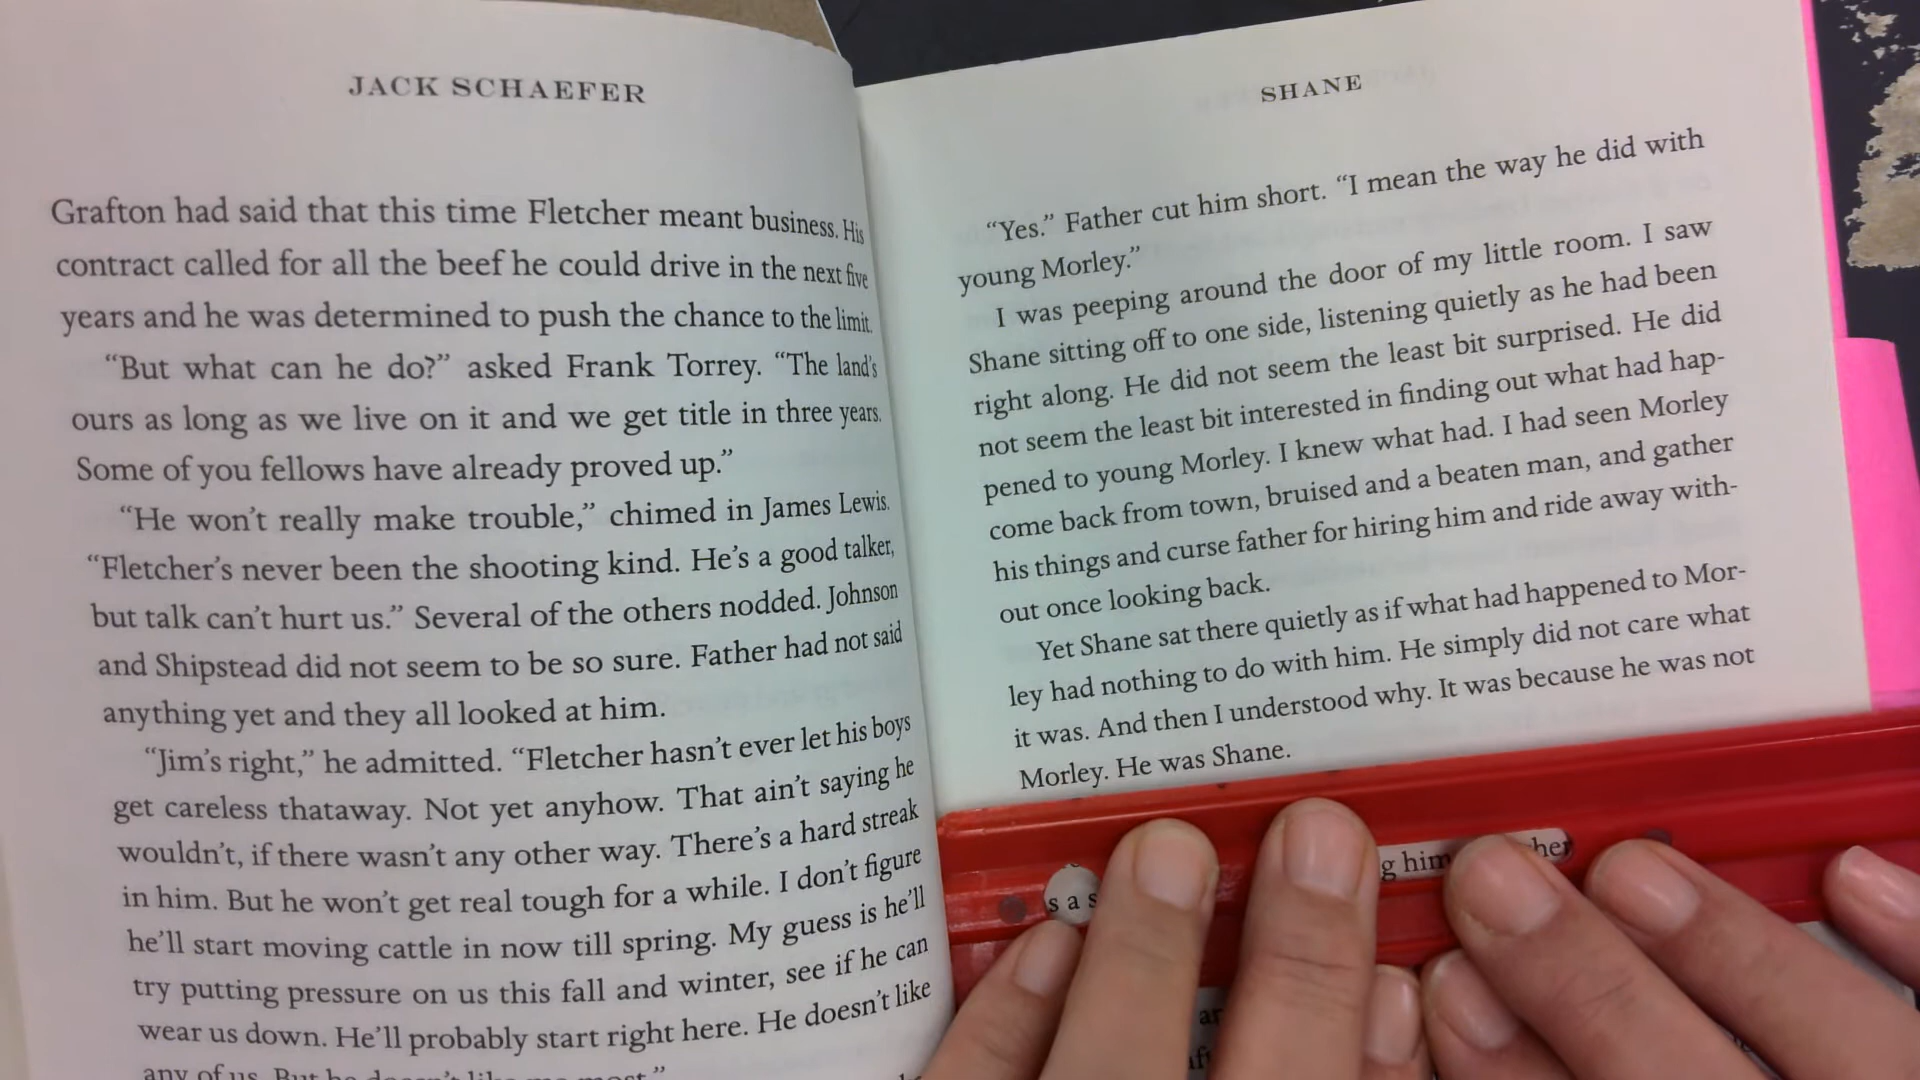 JACK SCHAEFER
Grafton had said that this time Fletcher meant business. His
contract called for all the beef he could drive in the next five
years and he was determined to push the chance to the limit.
“But what can he do?” asked Frank Torrey. “The land's
ours as long as we live on it and we get title in three years.
Some of you fellows have already proved up.”
“He won't really make trouble,” chimed in James Lewis.
“Fletcher's never been the shooting kind. He's a good talker,
but talk can't hurt us.” Several of the others nodded. Johnson
and Shipstead did not seem to be so sure. Father had not said
anything yet and they all looked at him.
“Jim's right,” he admitted. “Fletcher hasn't ever let his boys
get careless thataway. Not yet anyhow. That ain't saying he
wouldn't, if there wasn't any other way. There's a hard streak
in him. But he won't get real tough for a while. I don't figure
he'll start moving cattle in now till spring. My guess is he'll
try putting pressure on us this fall and winter, see if he can
wear us down. He'll probably start right here. He doesn't like
any of us. But he doesn't like me most.”
SHANE
“Yes.” Father cut him short. “I mean the way he did with
young Morley.”
I was peeping around the door of my little room. I saw
Shane sitting off to one side, listening quietly as he had been
right along. He did not seem the least bit surprised. He did
not seem the least bit interested in finding out what had hap-
pened to young Morley. I knew what had. I had seen Morley
come back from town, bruised and a beaten man, and gather
his things and curse father for hiring him and ride away with-
out once looking back.
Yet Shane sat there quietly as if what had happened to Mor-
ley had nothing to do with him. He simply did not care what
it was. And then I understood why. It was because he was not
Morley. He was Shane.
him